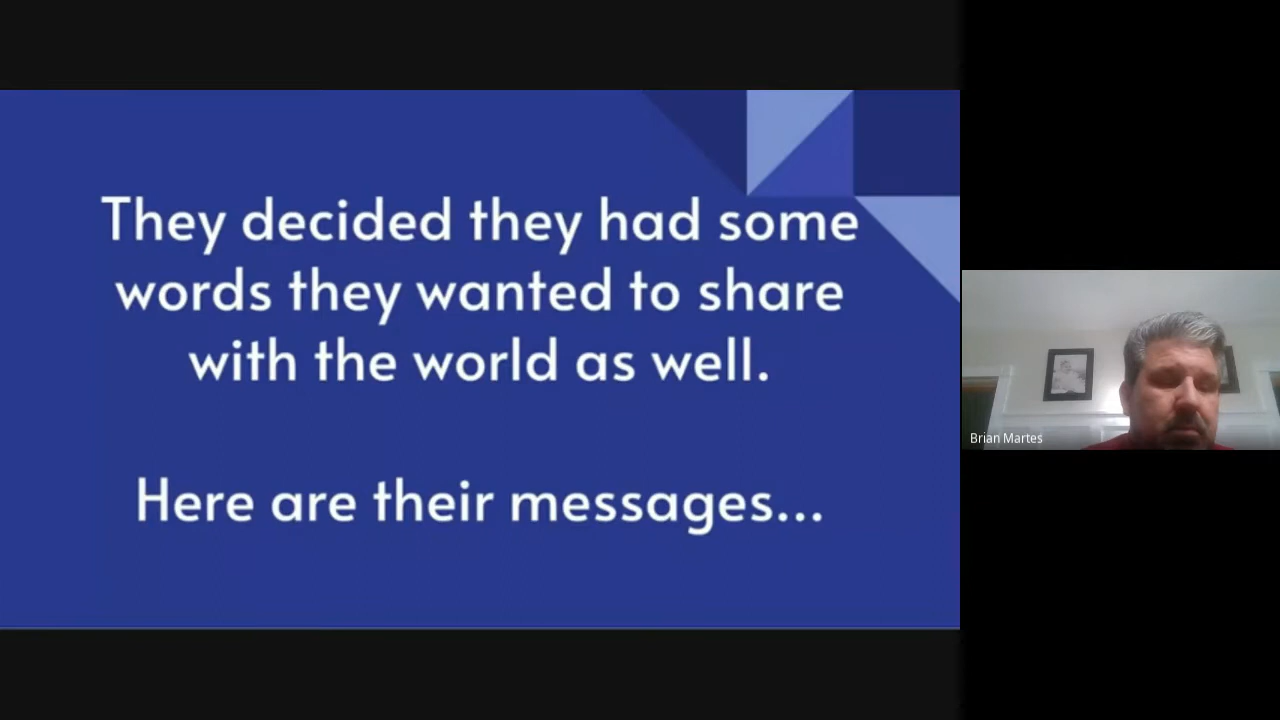 They decided they had some
words they wanted to share
with the world as well.
Here are their messages...
Brian Martes